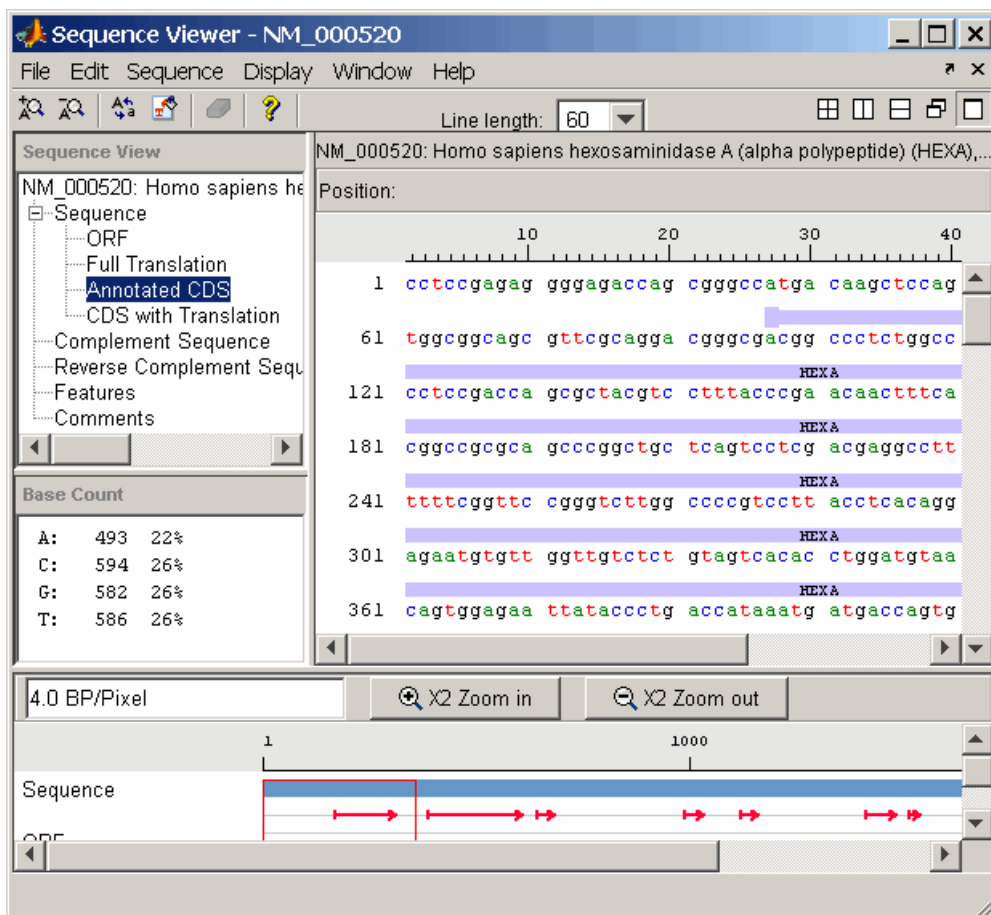 Sequence Viewer - NM_000520
File Edit Sequence Display Window Help
Line length: 60
Sequence View
NM_000520: Homo sapiens he
Sequence
ORF
Full Translation
Annotated CDS
CDS with Translation
Complement Sequence
Reverse Complement Sequ
Features
Comments
Base Count
A: 493 22%
C: 594 26%
G: 582 26%
T: 586 26%
NM_000520: Homo sapiens hexosaminidase A (alpha polypeptide) (HEXA),...
Position:
10 20 30 40
1 cctccgagag gggagaccag cgggccatga caagctccag
61 tggcggcagc gttcgcagga cgggcgacgg ccctctggcc
HEXA
121 cctccgacca gcgctacgtc ctttacccga acaactttca
HEXA
181 cggccgcgca gcccggctgc tcagtcctcg acgaggcctt
HEXA
241 ttttcggttc cgggtcttgg ccccgtcctt acctcacagg
HEXA
301 agaatgtgtt ggttgtctct gtagtcacac ctggatgtaa
HEXA
361 cagtggagaa ttataccctg accataaatg atgaccagtg
4.0 BP/Pixel
X2 Zoom in
X2 Zoom out
1 1000
Sequence
ORF